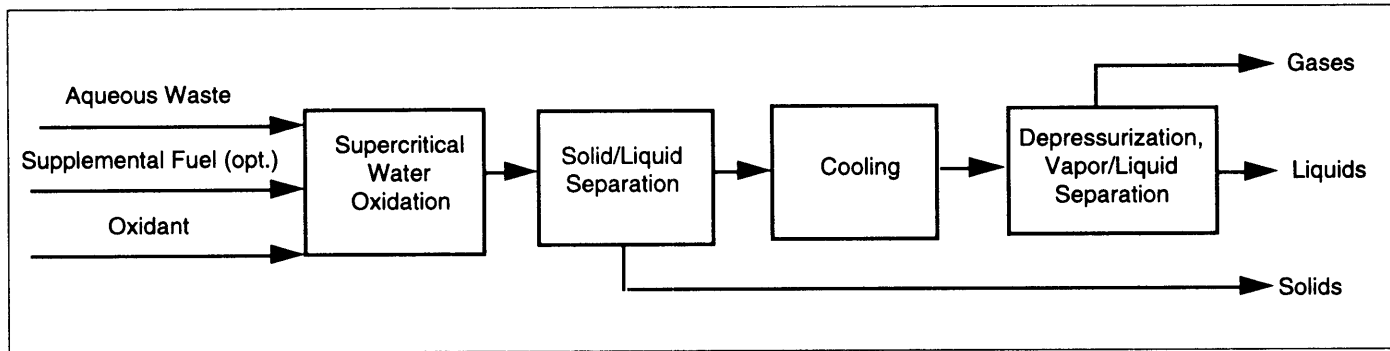 Aqueous Waste
Supplemental Fuel (opt.)
Oxidant
Supercritical
Water
Oxidation
Solid/Liquid
Separation
Cooling
Depressurization,
Vapor/Liquid
Separation
Gases
Liquids
Solids